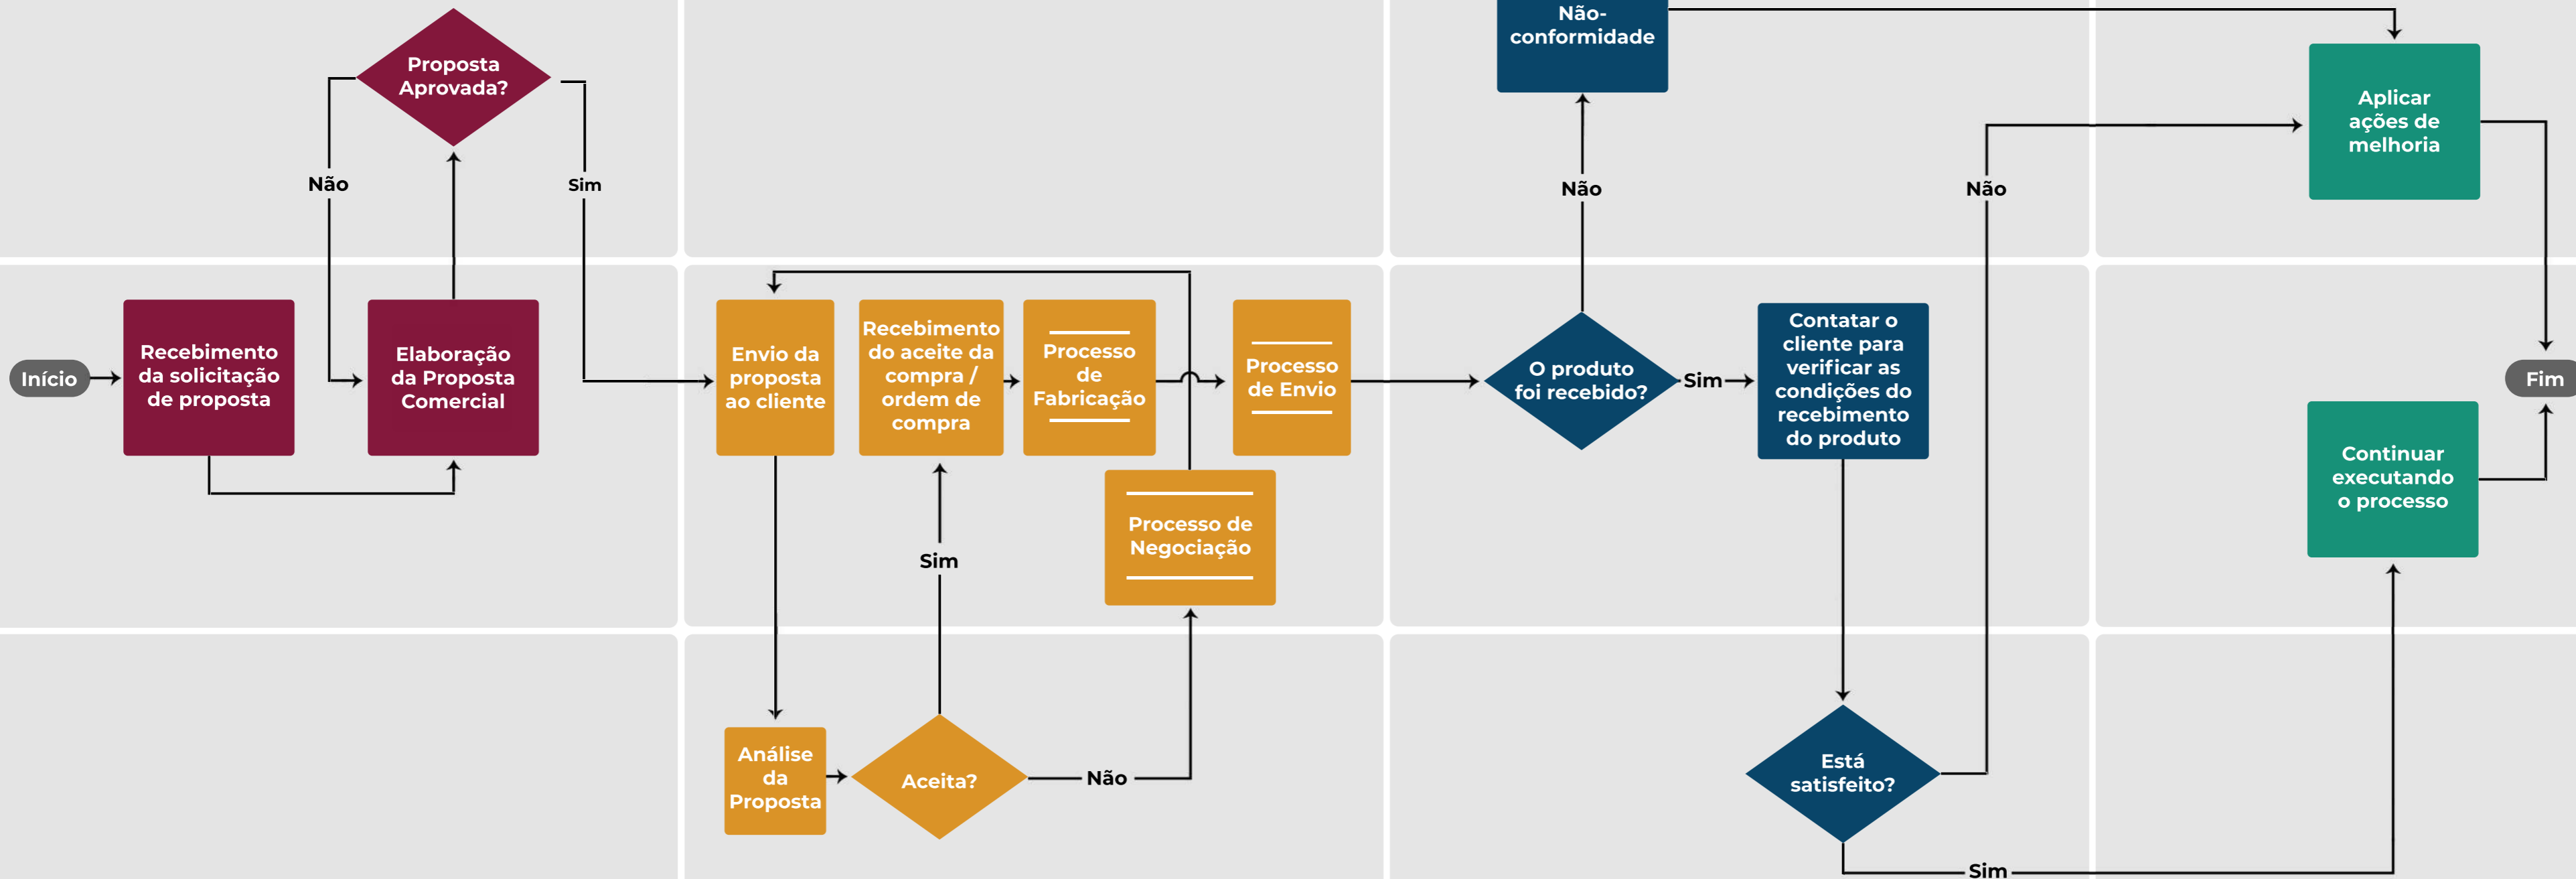 Proposta
Aprovada?
Não
Sim
Início
Recebimento
da solicitação
de proposta
Elaboração
da Proposta
Comercial
Envio da
proposta
ao cliente
Recebimento
do aceite da
compra /
ordem de
compra
Processo
de
Fabricação
Processo
de Envio
Processo de
Negociação
Sim
Análise
da
Proposta
Aceita?
Não
Não-
conformidade
Não
O produto
foi recebido?
Sim
Contatar o
cliente para
verificar as
condições do
recebimento
do produto
Não
Está
satisfeito?
Sim
Aplicar
ações de
melhoria
Fim
Continuar
executando
o processo